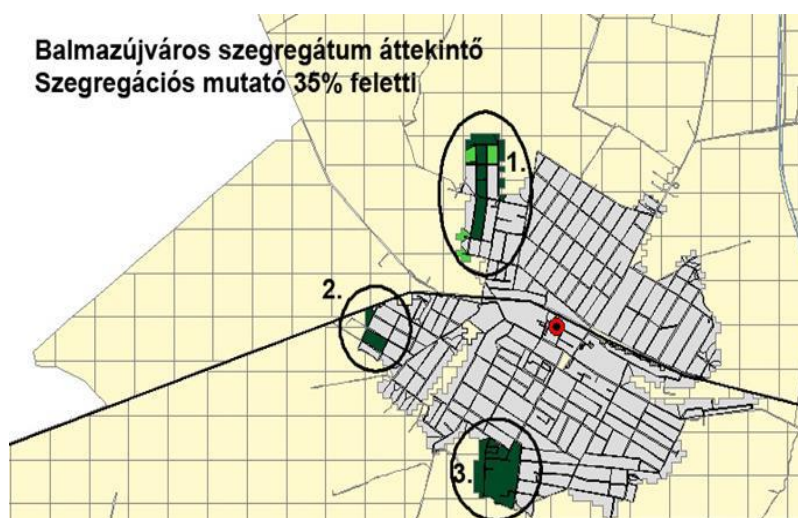 Balmazújváros szegregátum áttekintő
Szegregációs mutató 35% feletti
1.
2.
3.